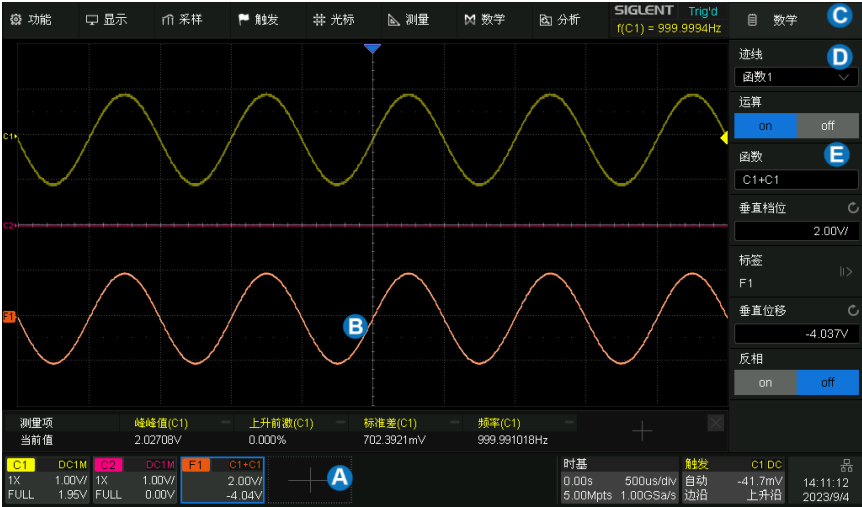 功能 显示 采样 触发 光标 测量 数学 分析 SIGLENT Trig'd 数学 C
f(C1) = 999.9994Hz
迹线 D
函数1
运算
on off
函数 E
C1+C1
垂直档位
2.00V/
标签
F1
垂直位移
-4.037V
反相
on off
C1
C2
F1
B
测量项 峰峰值(C1) 上升前激(C1) 标准差(C1) 频率(C1)
当前值 2.02708V 0.000% 702.3921mV 999.991018Hz
C1 DC1M C2 DC1M F1 C1+C1 A 时基 触发 C1 DC
1X 1.00V/ 1X 1.00V/ 2.00V/ 0.00s 500us/div 自动 -41.7mV 14:11:12
FULL 1.95V FULL 0.00V -4.04V 5.00Mpts 1.00GSa/s 边沿 上升沿 2023/9/4